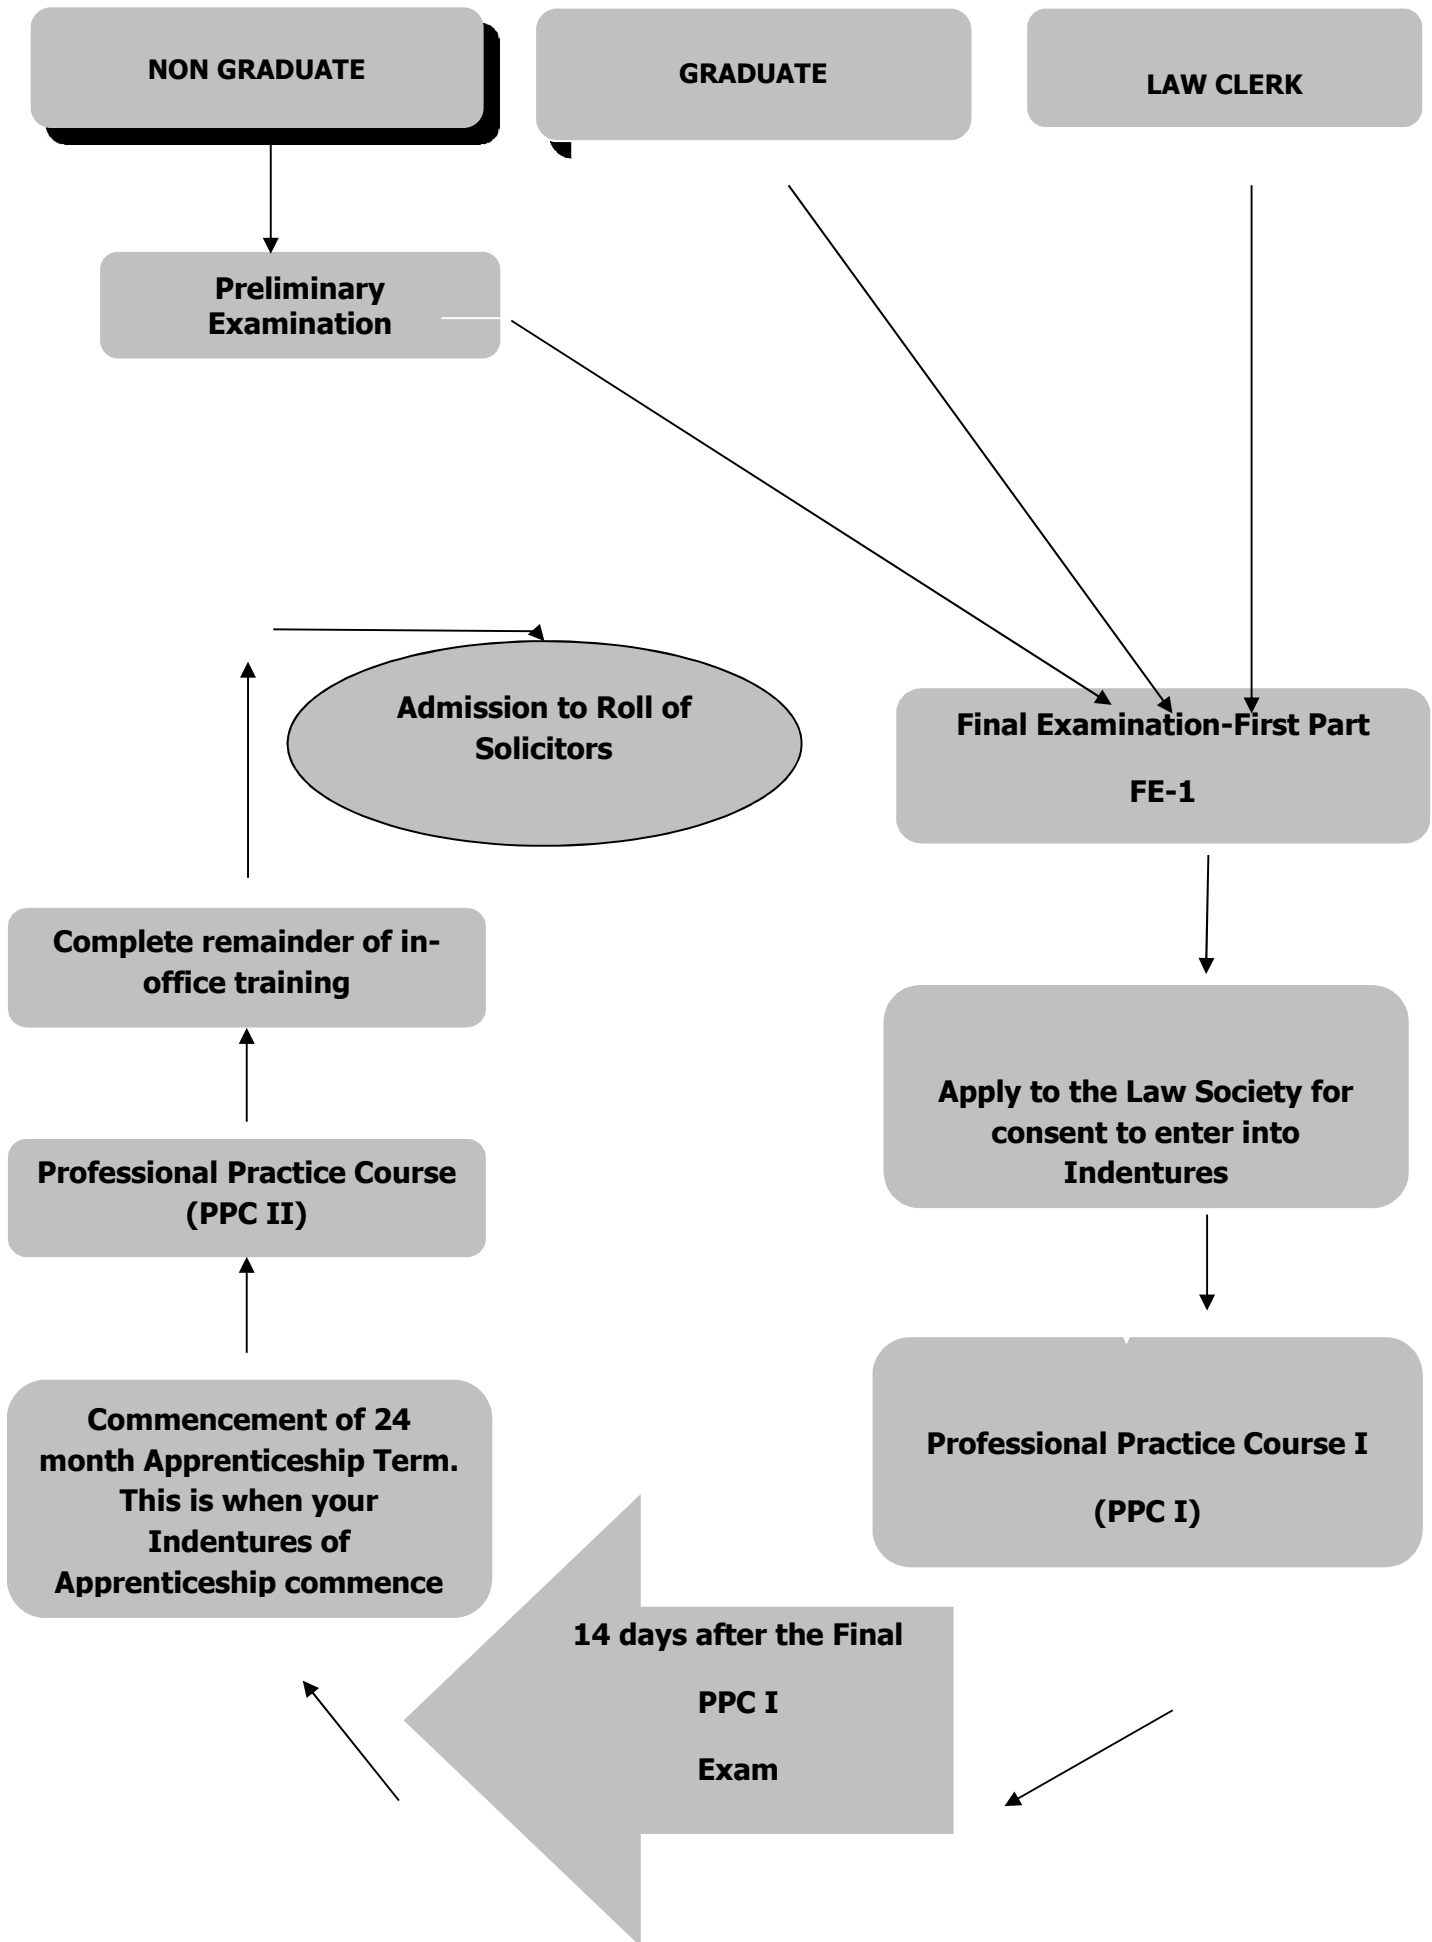 NON GRADUATE
GRADUATE
LAW CLERK
Preliminary
Examination
Admission to Roll of
Solicitors
Final Examination-First Part
FE-1
Complete remainder of in-
office training
Apply to the Law Society for
consent to enter into
Indentures
Professional Practice Course
(PPC II)
Professional Practice Course I
(PPC I)
Commencement of 24
month Apprenticeship Term.
This is when your
Indentures of
Apprenticeship commence
14 days after the Final
PPC I
Exam